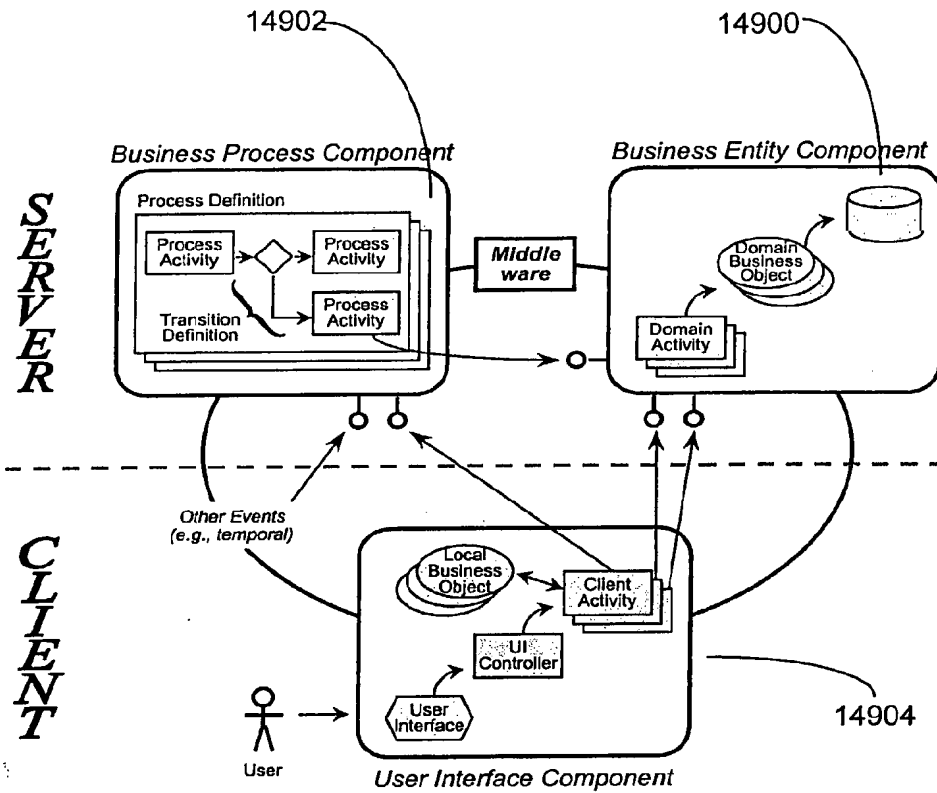 14902
14900
Business Process Component
Business Entity Component
SERVER
Process Definition
Process
Activity
Process
Activity
Process
Activity
Transition
Definition
Middle
ware
Domain
Business
Object
Domain
Activity
Other Events
(e.g., temporal)
CLIENT
Local
Business
Object
Client
Activity
UI
Controller
User
Interface
User
14904
User Interface Component